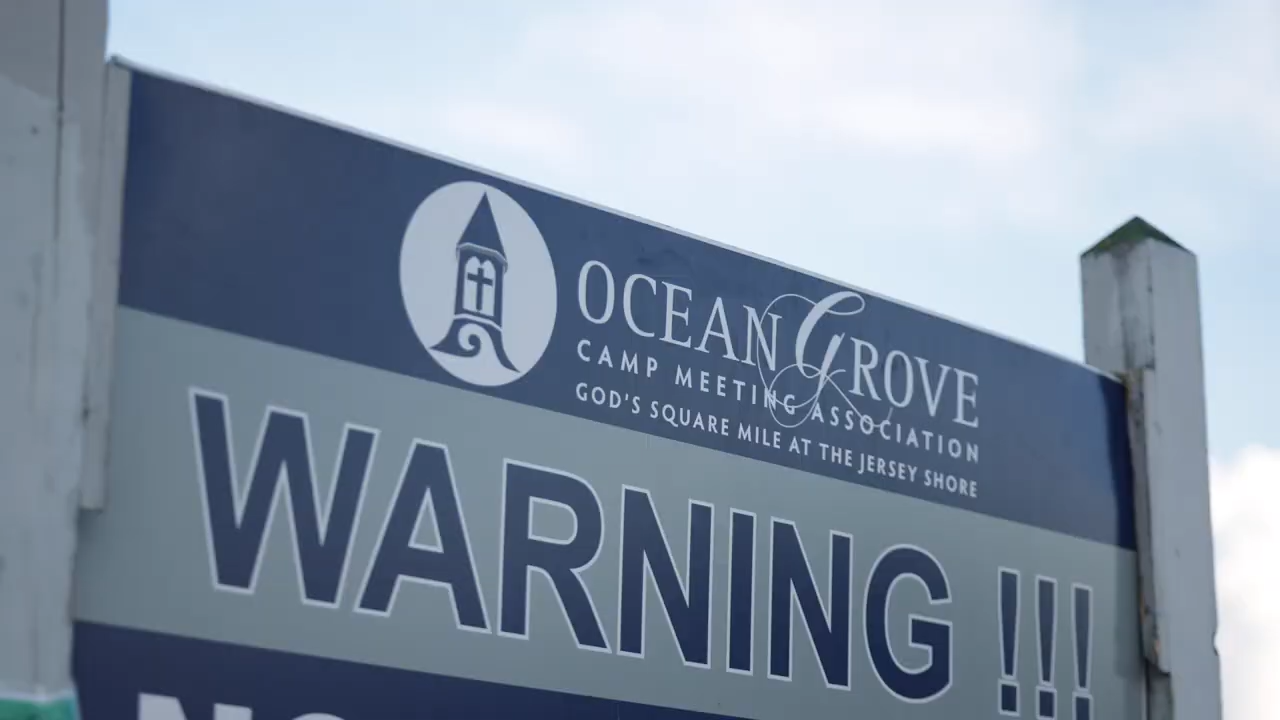 OCEAN GROVE
CAMP MEETING ASSOCIATION
GOD'S SQUARE MILE AT THE JERSEY SHORE
WARNING !!!